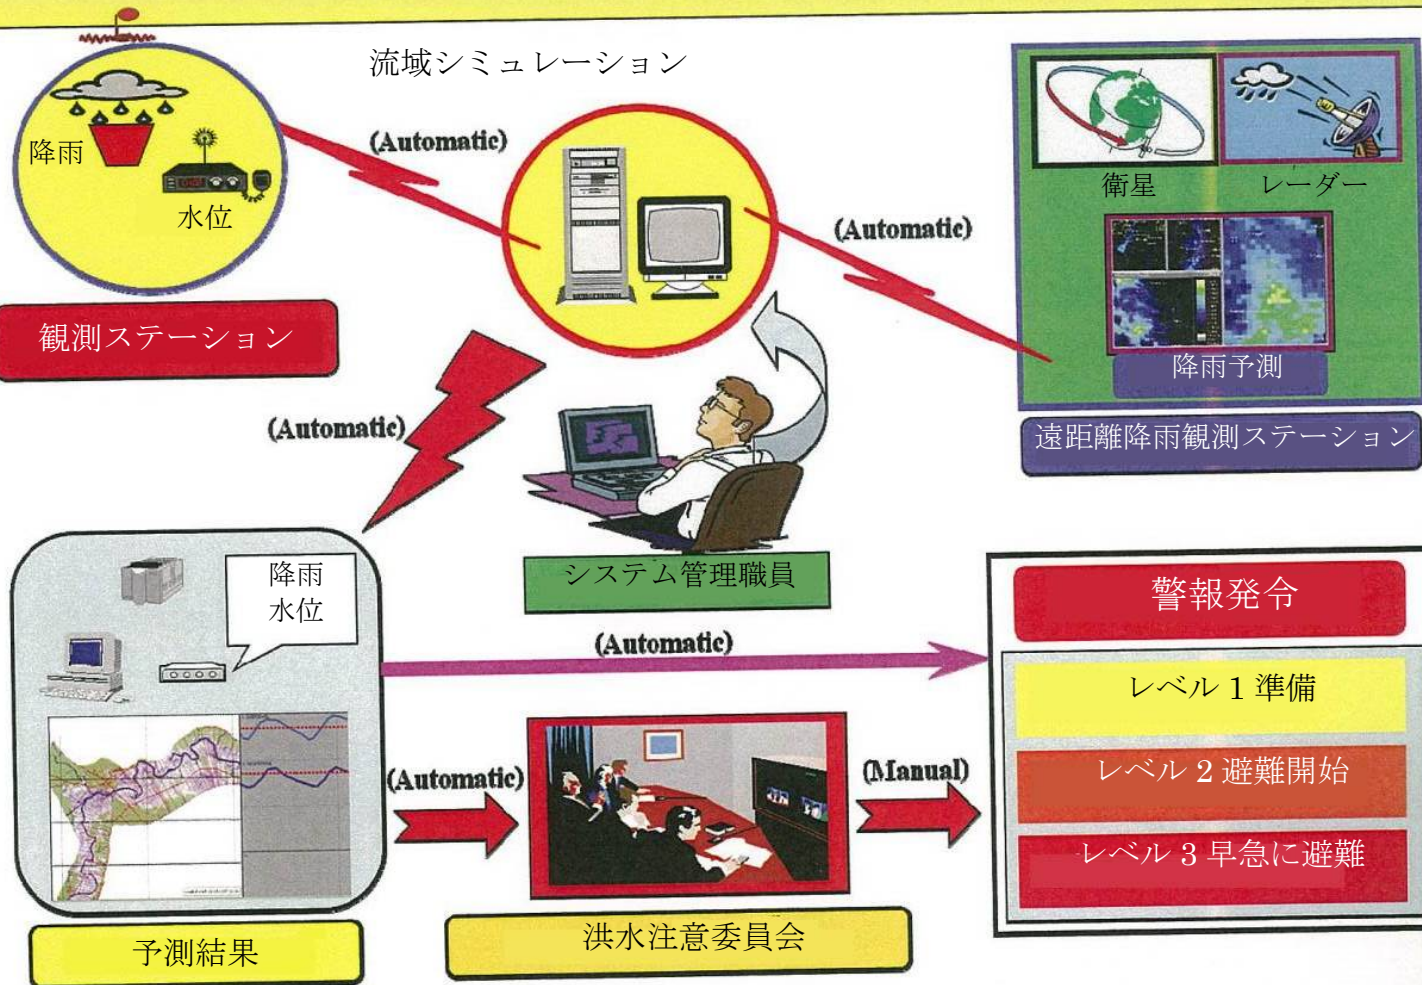 流域シミュレーション
降雨
水位
(Automatic)
観測ステーション
(Automatic)
衛星
レーダー
降雨予測
遠距離降雨観測ステーション
(Automatic)
システム管理職員
降雨
水位
予測結果
(Automatic)
(Automatic)
洪水注意委員会
(Manual)
警報発令
レベル 1 準備
レベル 2 避難開始
レベル 3 早急に避難